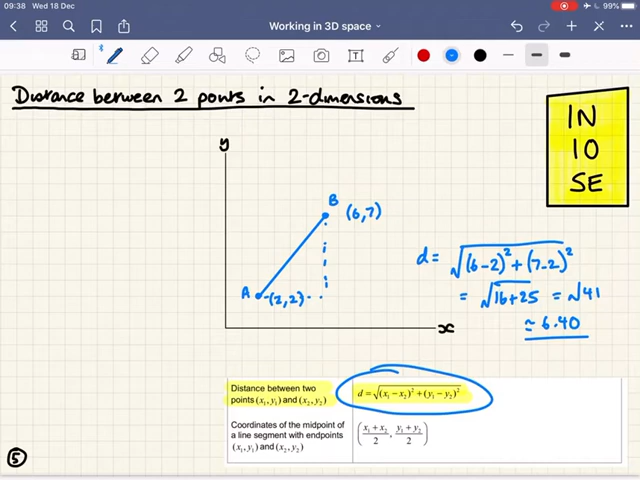 09:38 Wed 18 Dec
99%
Working in 3D space
Distance between 2 points in 2-dimensions
IN
10
SE
y
B
(6,7)
A
(2,2)
x
d = √(6-2)² + (7-2)²
= √16+25 = √41
≈ 6.40
Distance between two
points (x₁, y₁) and (x₂, y₂)
d = √(x₁ − x₂)² + (y₁ − y₂)²
Coordinates of the midpoint of
a line segment with endpoints
(x₁, y₁) and (x₂, y₂)
(x₁ + x₂ / 2, y₁ + y₂ / 2)
5